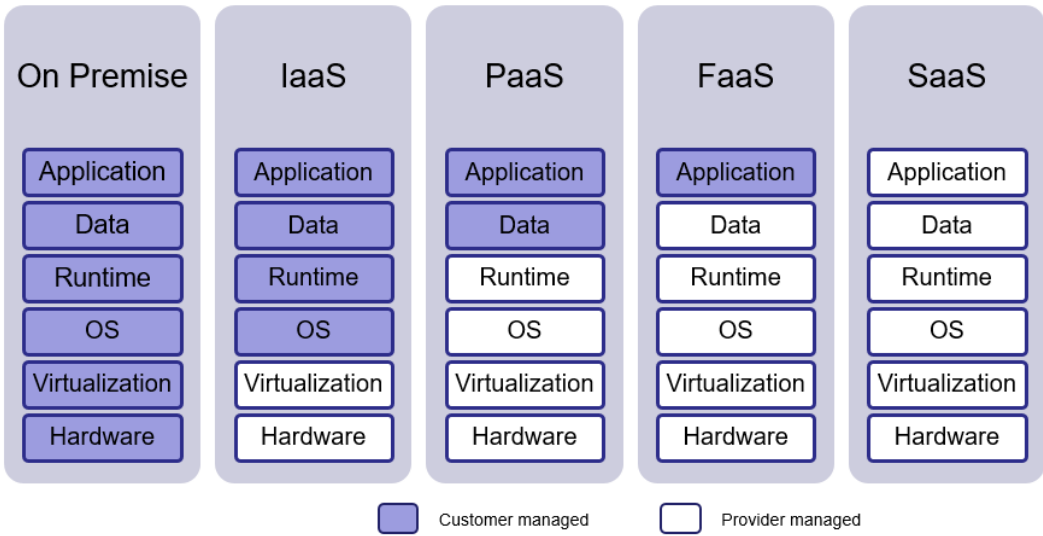 On Premise
Application
Data
Runtime
OS
Virtualization
Hardware
IaaS
Application
Data
Runtime
OS
Virtualization
Hardware
PaaS
Application
Data
Runtime
OS
Virtualization
Hardware
FaaS
Application
Data
Runtime
OS
Virtualization
Hardware
SaaS
Application
Data
Runtime
OS
Virtualization
Hardware
Customer managed
Provider managed